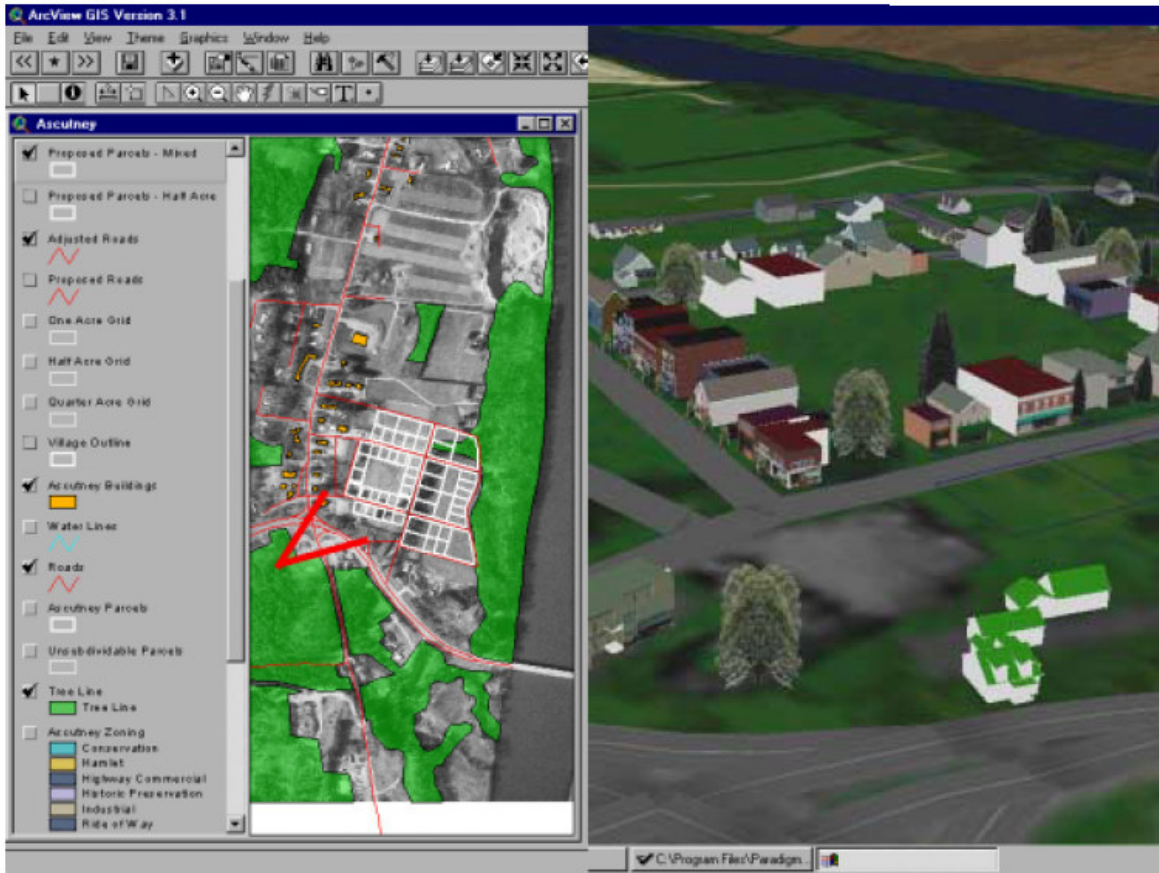 ArcView GIS Version 3.1
File Edit View Theme Graphics Window Help
T
Ascutney
Proposed Parcels - Mixed
Proposed Parcels - Half Acre
Adjusted Roads
Proposed Roads
One Acre Grid
Half Acre Grid
Quarter Acre Grid
Village Outline
Ascutney Buildings
Water Lines
Roads
Ascutney Parcels
Unsubdividable Parcels
Tree Line
Tree Line
Ascutney Zoning
Conservation
Hamlet
Highway Commercial
Historic Preservation
Industrial
Ride of Way
C:\Program Files\Paradigm...